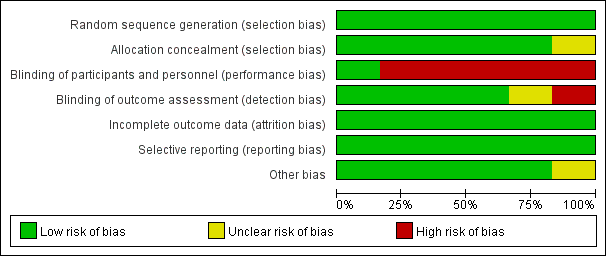 Random sequence generation (selection bias)
Allocation concealment (selection bias)
Blinding of participants and personnel (performance bias)
Blinding of outcome assessment (detection bias)
Incomplete outcome data (attrition bias)
Selective reporting (reporting bias)
Other bias
0% 25% 50% 75% 100%
Low risk of bias Unclear risk of bias High risk of bias